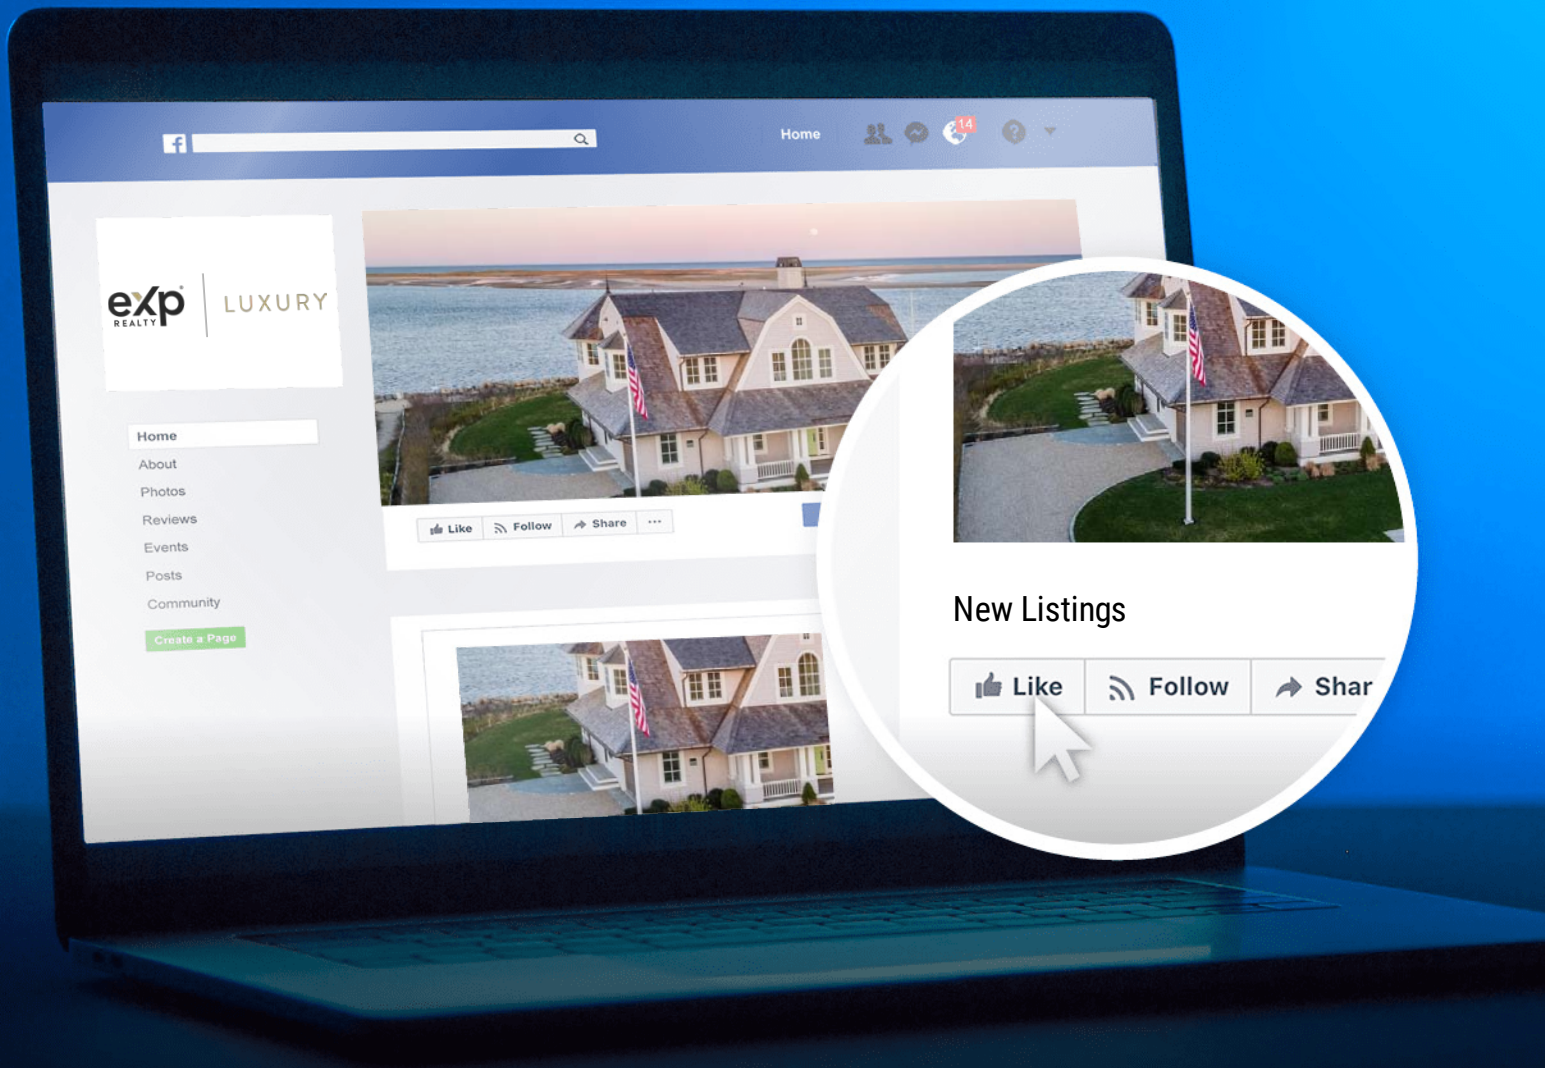 f
Home
14
?
eXp
REALTY
LUXURY
Home
About
Photos
Reviews
Events
Posts
Community
Create a Page
Like Follow Share ...
New Listings
Like Follow Shar